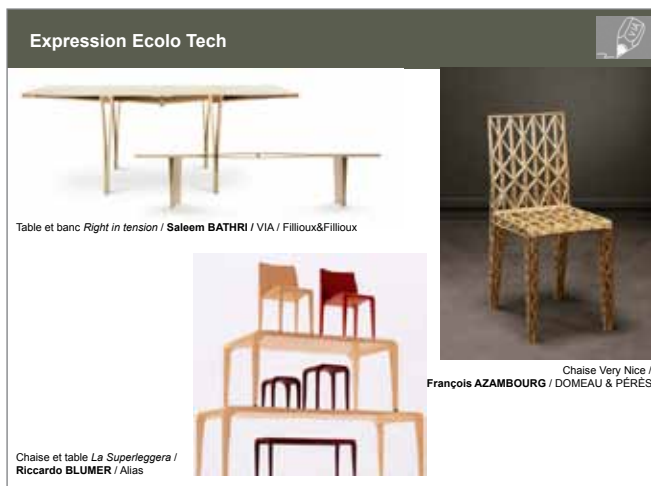 Expression Ecolo Tech
VIA
Table et banc Right in tension / Saleem BATHRI / VIA / Fillioux&Fillioux
Chaise Very Nice /
François AZAMBOURG / DOMEAU & PÉRÈS
Chaise et table La Superleggera /
Riccardo BLUMER / Alias